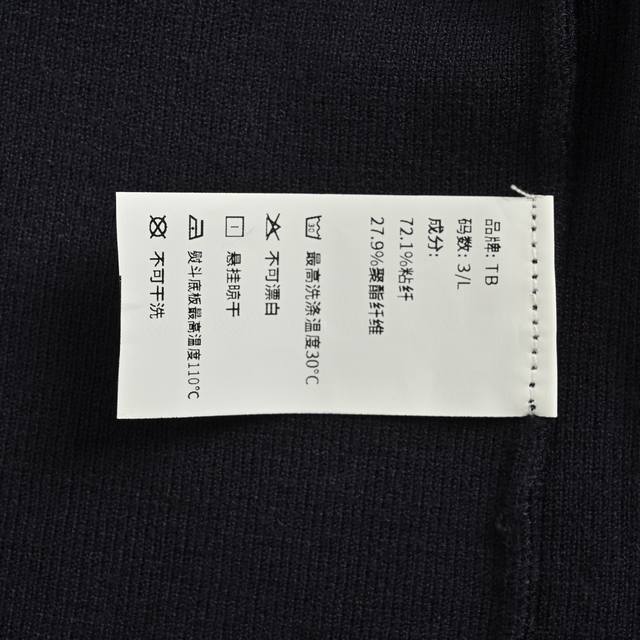 品牌: TB
码数: 3/L
成分:
72.1%粘纤
27.9%聚酯纤维
30 最高洗涤温度30℃
不可漂白
悬挂晾干
熨斗底板最高温度110℃
不可干洗